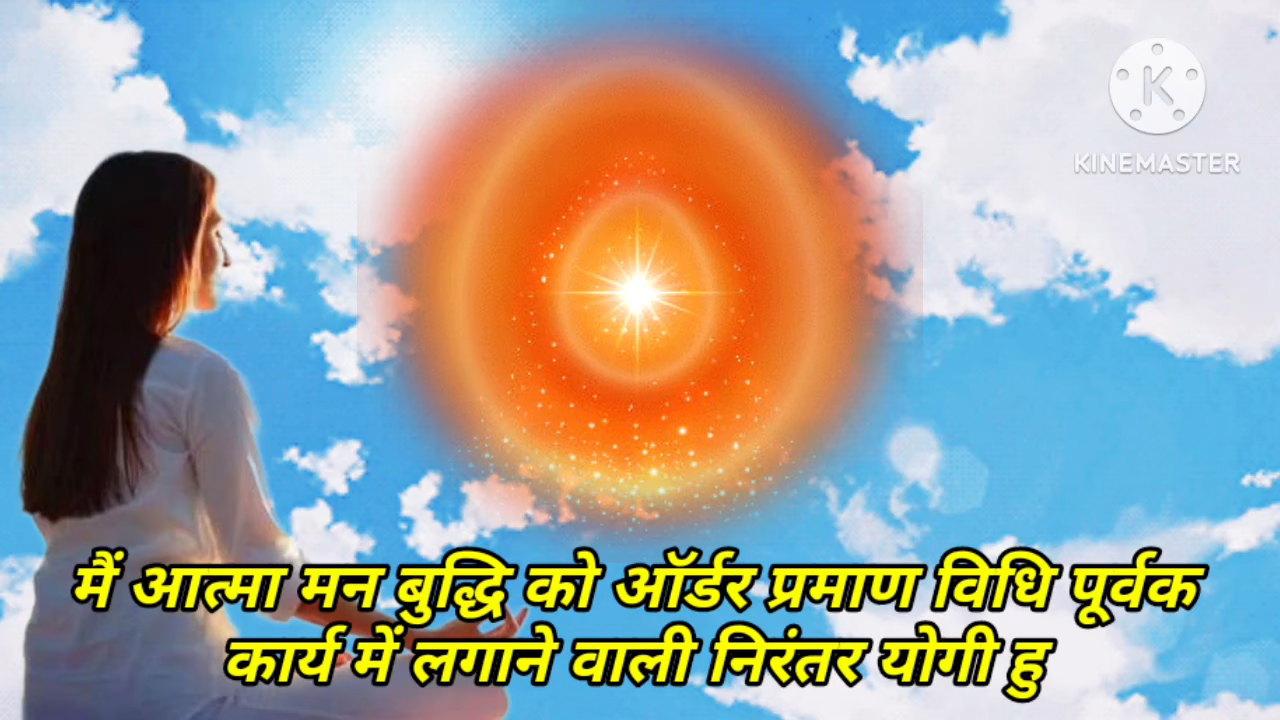 KINEMASTER
मैं आत्मा मन बुद्धि को ऑर्डर प्रमाण विधि पूर्वक
कार्य में लगाने वाली निरंतर योगी हु